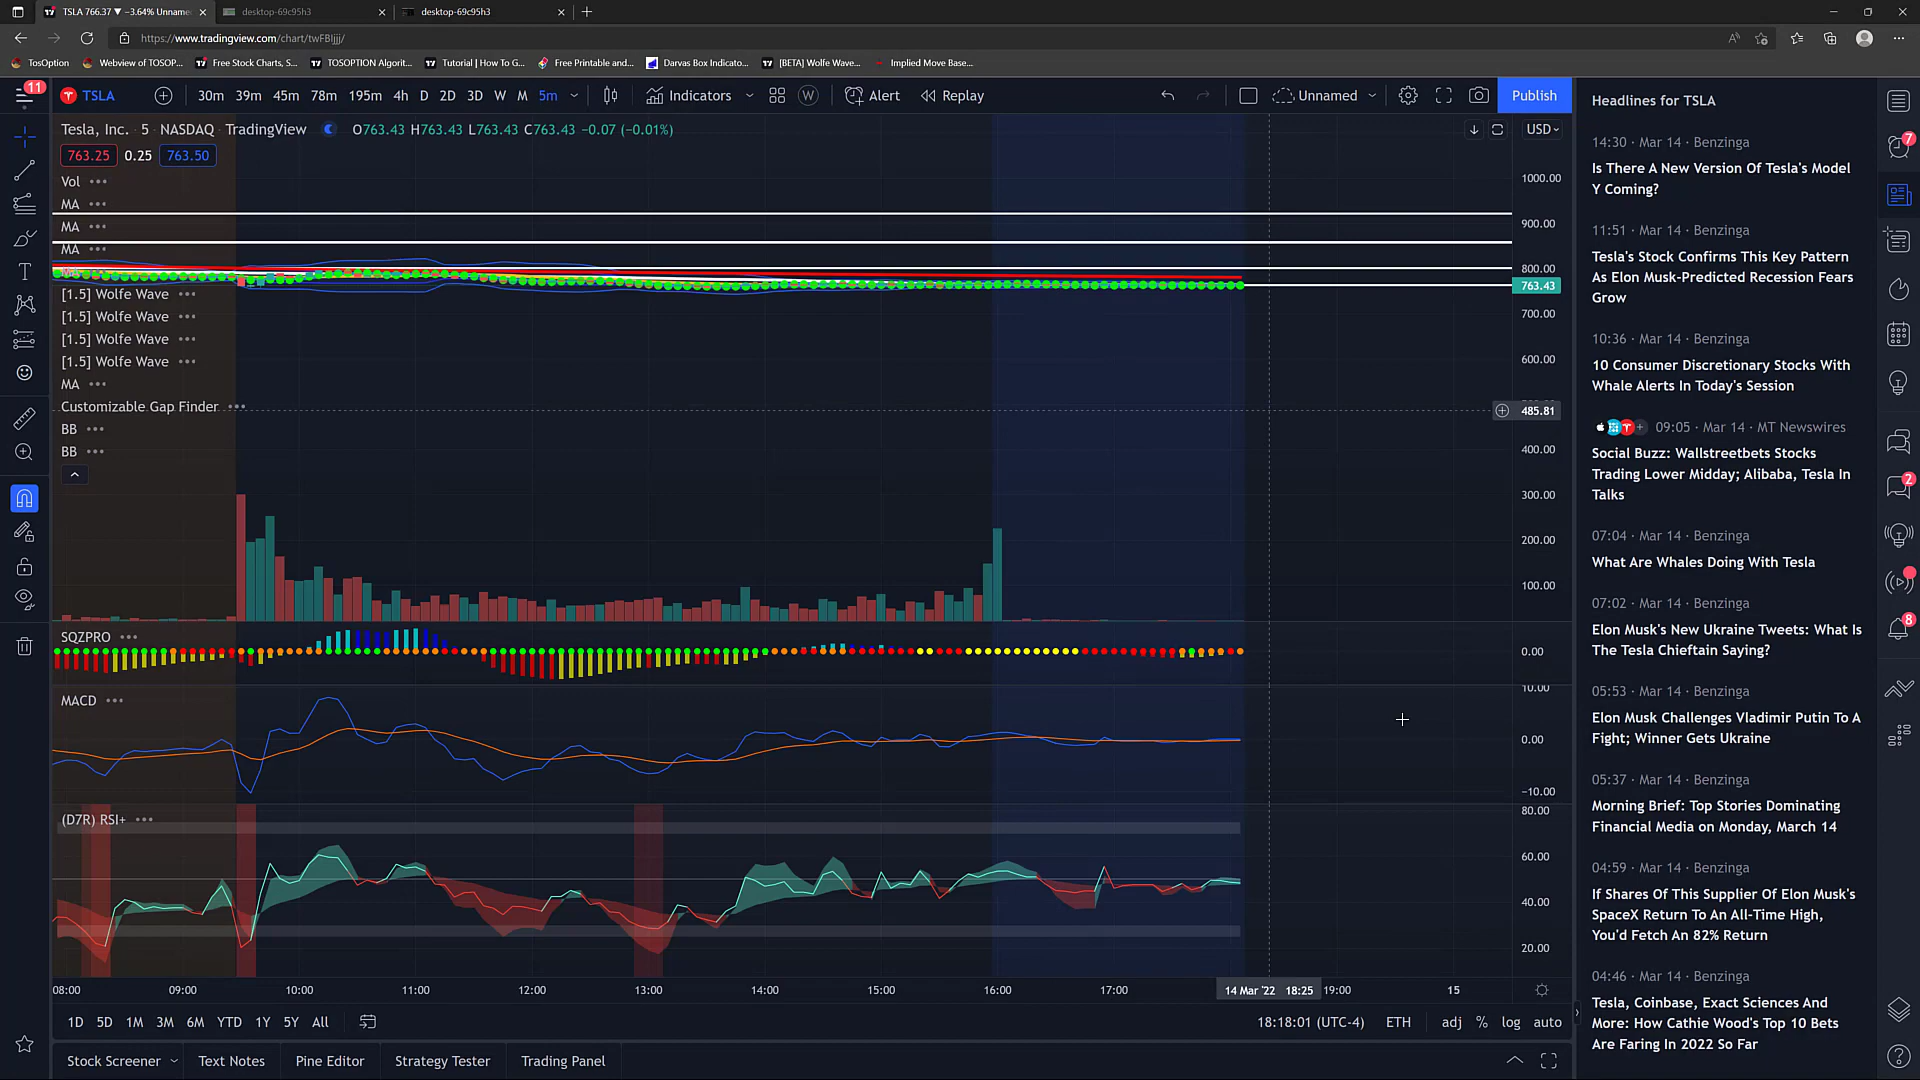 TSLA 766.37 ▼ −3.64% Unname
desktop-69c95h3
desktop-69c95h3
https://www.tradingview.com/chart/twFBIjjj/
TosOption
Webview of TOSOP...
Free Stock Charts, S...
TOSOPTION Algorit...
Tutorial | How To G...
Free Printable and...
Darvas Box Indicato...
[BETA] Wolfe Wave...
Implied Move Base...
11
TSLA
30m 39m 45m 78m 195m 4h D 2D 3D W M 5m
Indicators
W
Alert
Replay
Unnamed
Publish
Tesla, Inc. · 5 · NASDAQ · TradingView
O763.43 H763.43 L763.43 C763.43 −0.07 (−0.01%)
USD
763.25 0.25 763.50
Vol
MA
MA
MA
[1.5] Wolfe Wave
[1.5] Wolfe Wave
[1.5] Wolfe Wave
[1.5] Wolfe Wave
MA
Customizable Gap Finder
BB
BB
1000.00
900.00
800.00
763.43
700.00
600.00
485.81
400.00
300.00
200.00
100.00
SQZPRO
0.00
MACD
10.00
0.00
−10.00
(D7R) RSI+
80.00
60.00
40.00
20.00
08:00 09:00 10:00 11:00 12:00 13:00 14:00 15:00 16:00 17:00 14 Mar '22 18:25 19:00 15
1D 5D 1M 3M 6M YTD 1Y 5Y All
18:18:01 (UTC-4) ETH adj % log auto
Stock Screener
Text Notes
Pine Editor
Strategy Tester
Trading Panel
Headlines for TSLA
14:30 · Mar 14 · Benzinga
Is There A New Version Of Tesla's Model
Y Coming?
11:51 · Mar 14 · Benzinga
Tesla's Stock Confirms This Key Pattern
As Elon Musk-Predicted Recession Fears
Grow
10:36 · Mar 14 · Benzinga
10 Consumer Discretionary Stocks With
Whale Alerts In Today's Session
09:05 · Mar 14 · MT Newswires
Social Buzz: Wallstreetbets Stocks
Trading Lower Midday; Alibaba, Tesla In
Talks
07:04 · Mar 14 · Benzinga
What Are Whales Doing With Tesla
07:02 · Mar 14 · Benzinga
Elon Musk's New Ukraine Tweets: What Is
The Tesla Chieftain Saying?
05:53 · Mar 14 · Benzinga
Elon Musk Challenges Vladimir Putin To A
Fight; Winner Gets Ukraine
05:37 · Mar 14 · Benzinga
Morning Brief: Top Stories Dominating
Financial Media on Monday, March 14
04:59 · Mar 14 · Benzinga
If Shares Of This Supplier Of Elon Musk's
SpaceX Return To An All-Time High,
You'd Fetch An 82% Return
04:46 · Mar 14 · Benzinga
Tesla, Coinbase, Exact Sciences And
More: How Cathie Wood's Top 10 Bets
Are Faring In 2022 So Far
7
2
8